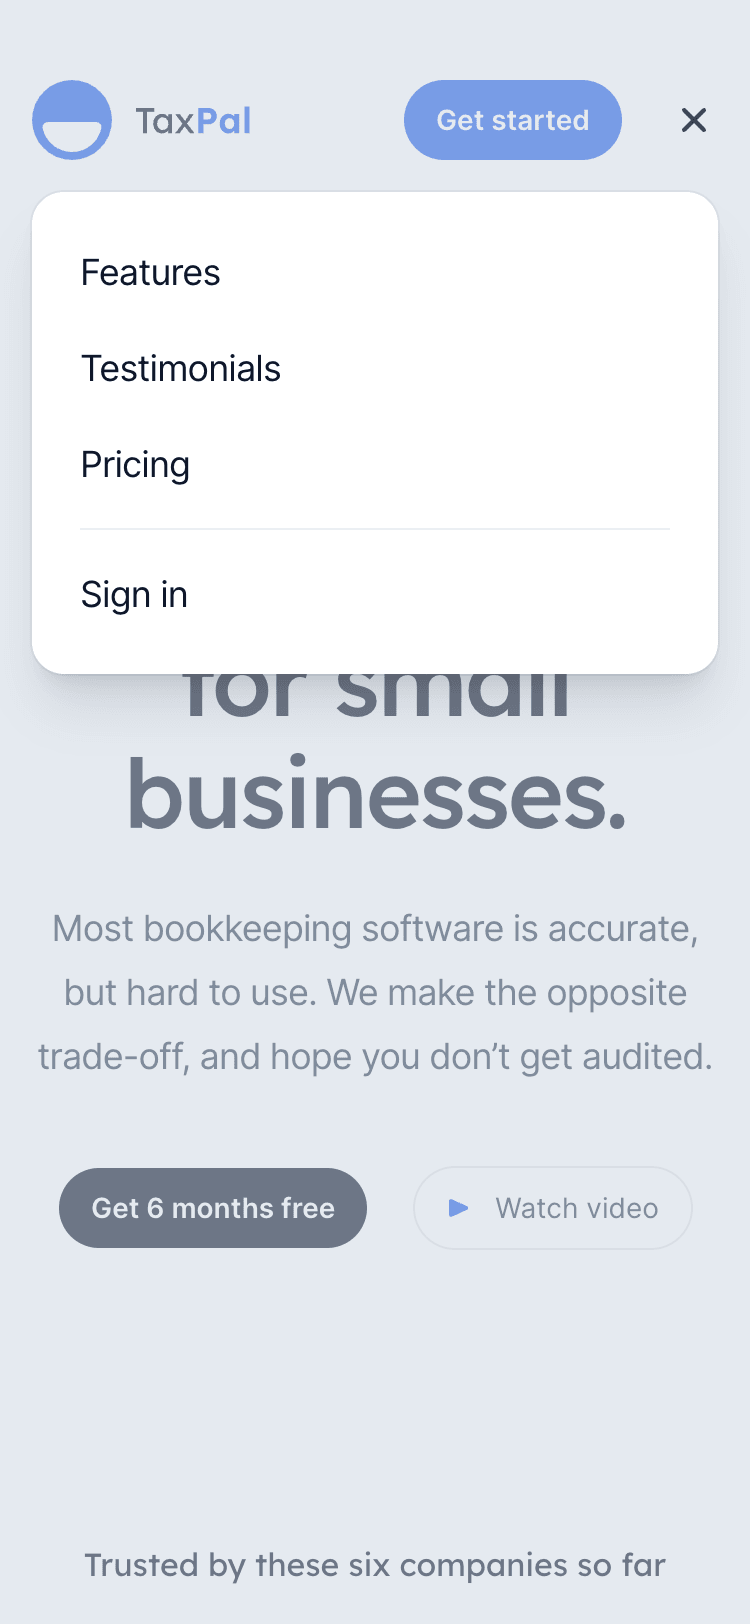 TaxPal
Get started
Features
Testimonials
Pricing
Sign in
for small
businesses.
Most bookkeeping software is accurate,
but hard to use. We make the opposite
trade-off, and hope you don’t get audited.
Get 6 months free
Watch video
Trusted by these six companies so far